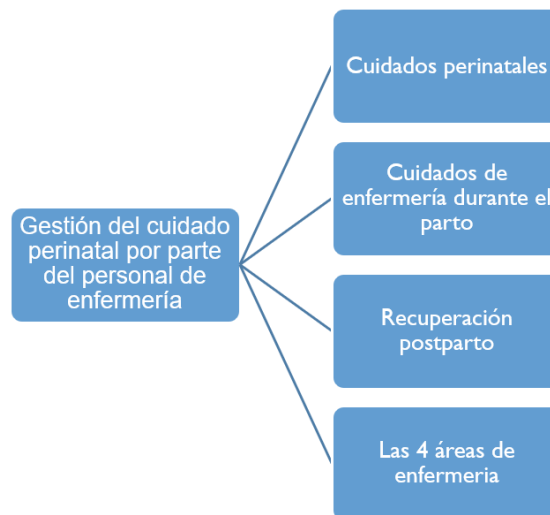 Cuidados perinatales
Cuidados de
enfermería durante el
parto
Gestión del cuidado
perinatal por parte
del personal de
enfermería
Recuperación
postparto
Las 4 áreas de
enfermeria